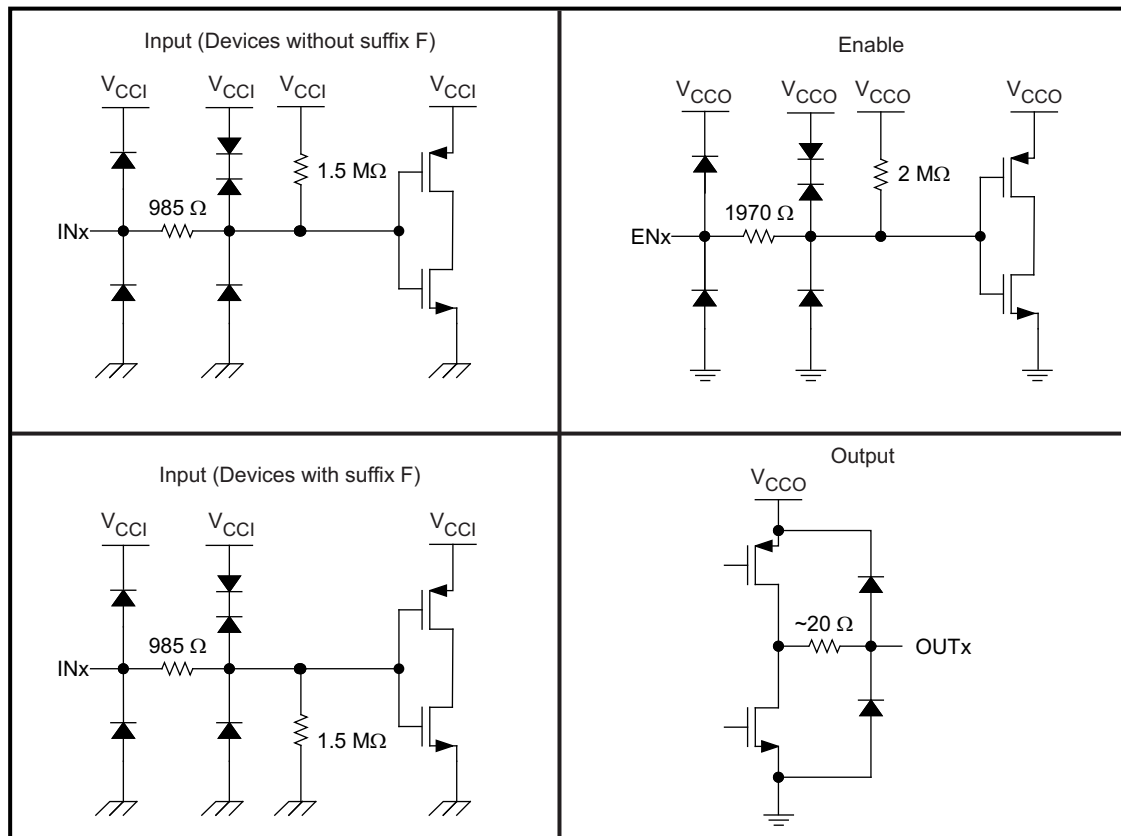 Input (Devices without suffix F)
VCCI VCCI VCCI VCCI
1.5 MΩ
985 Ω
INx
Enable
VCCO VCCO VCCO VCCO
2 MΩ
1970 Ω
ENx
Input (Devices with suffix F)
VCCI VCCI VCCI
985 Ω
INx
1.5 MΩ
Output
VCCO
~20 Ω
OUTx